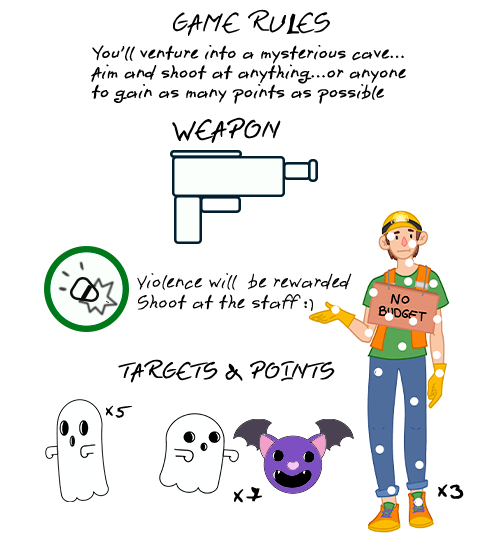 GAME RULES
You'll venture into a mysterious cave...
Aim and shoot at anything...or anyone
to gain as many points as possible
WEAPON
Violence will be rewarded
Shoot at the staff :)
NO
BUDGET
TARGETS & POINTS
x5
x7
x3